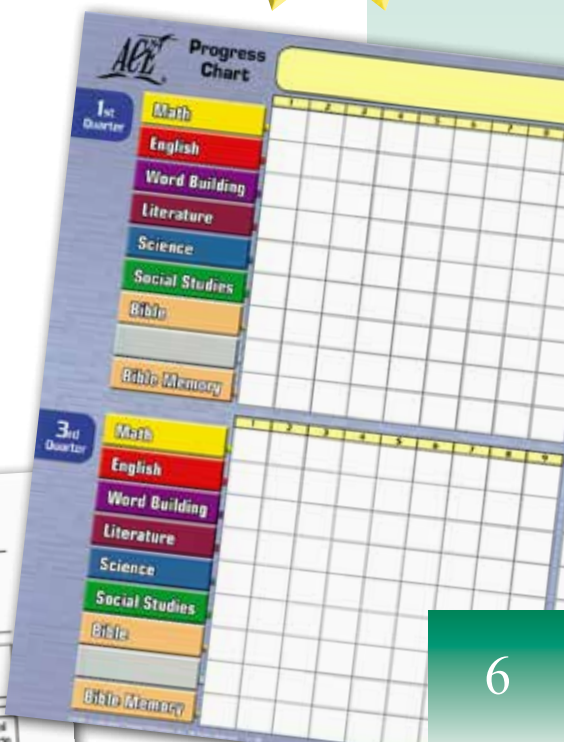 ACE
Progress
Chart
1st
Quarter
1 2 3 4 5 6 7 8
Math
English
Word Building
Literature
Science
Social Studies
Bible
Bible Memory
3rd
Quarter
1 2 3 4 5 6 7 8 9
Math
English
Word Building
Literature
Science
Social Studies
Bible
Bible Memory
6